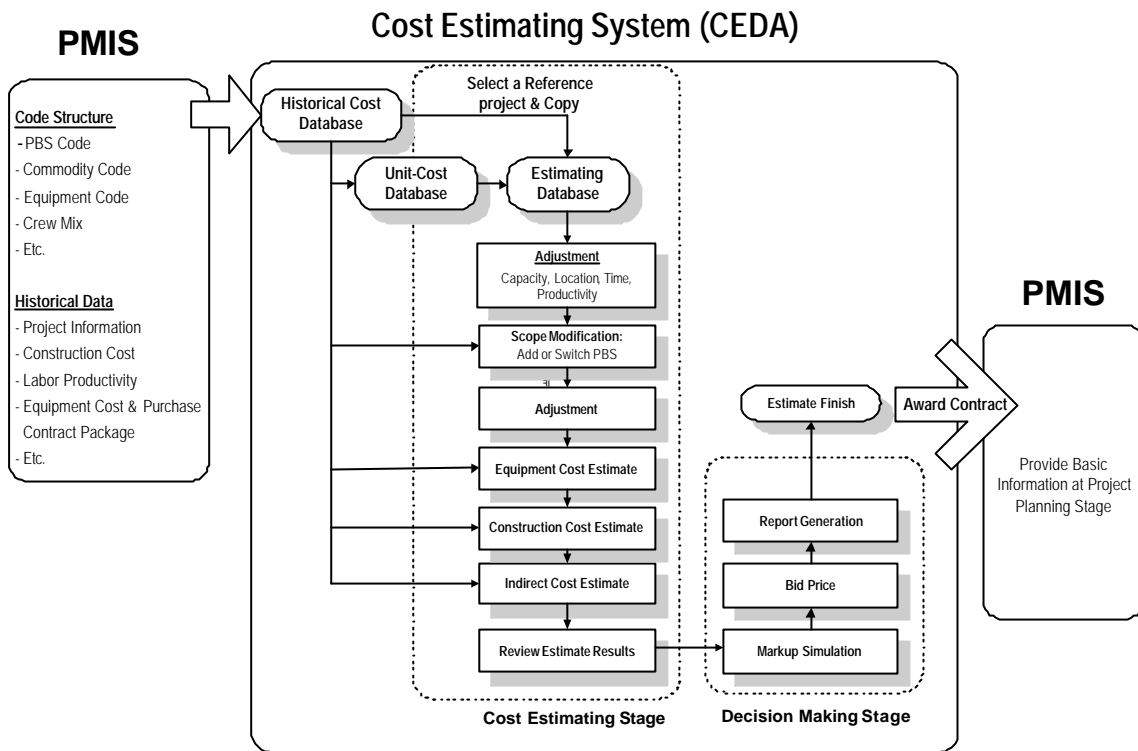 Cost Estimating System (CEDA)
PMIS
Code Structure
- PBS Code
- Commodity Code
- Equipment Code
- Crew Mix
- Etc.
Historical Data
- Project Information
- Construction Cost
- Labor Productivity
- Equipment Cost & Purchase
Contract Package
- Etc.
Historical Cost
Database
Select a Reference
project & Copy
Unit-Cost
Database
Estimating
Database
Adjustment
Capacity, Location, Time,
Productivity
Scope Modification:
Add or Switch PBS
Adjustment
Equipment Cost Estimate
Construction Cost Estimate
Indirect Cost Estimate
Review Estimate Results
Cost Estimating Stage
Estimate Finish
Report Generation
Bid Price
Markup Simulation
Decision Making Stage
Award Contract
PMIS
Provide Basic
Information at Project
Planning Stage